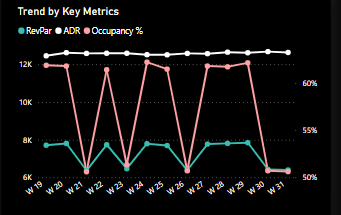 Trend by Key Metrics
RevPar ADR Occupancy %
12K
10K
8K
6K
60%
55%
50%
W 19 W 20 W 21 W 22 W 23 W 24 W 25 W 26 W 27 W 28 W 29 W 30 W 31